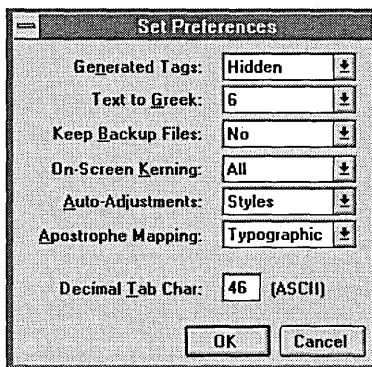 Set Preferences
Generated Tags: Hidden
Text to Greek: 6
Keep Backup Files: No
On-Screen Kerning: All
Auto-Adjustments: Styles
Apostrophe Mapping: Typographic
Decimal Tab Char: 46 (ASCII)
OK Cancel